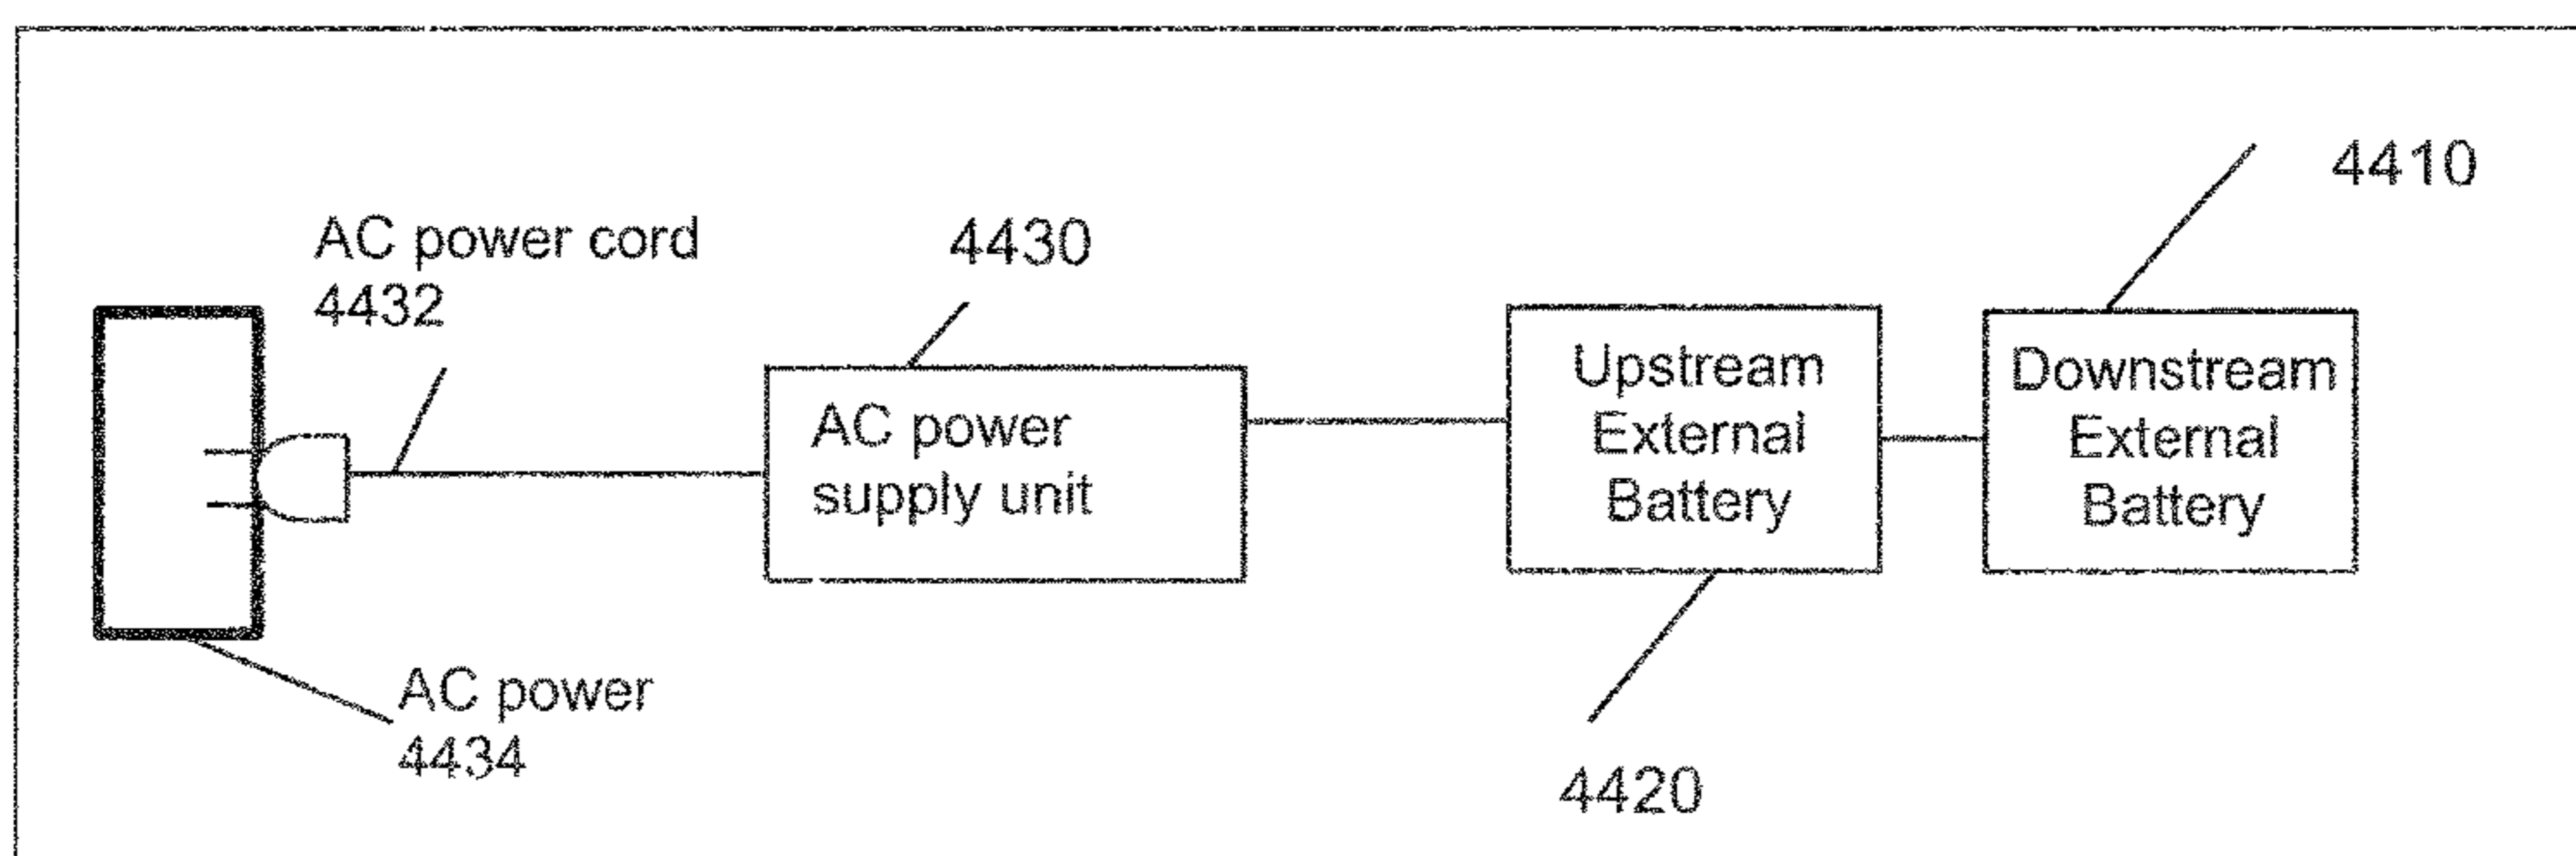 4410
AC power cord
4432
4430
AC power
supply unit
Upstream
External
Battery
Downstream
External
Battery
AC power
4434
4420